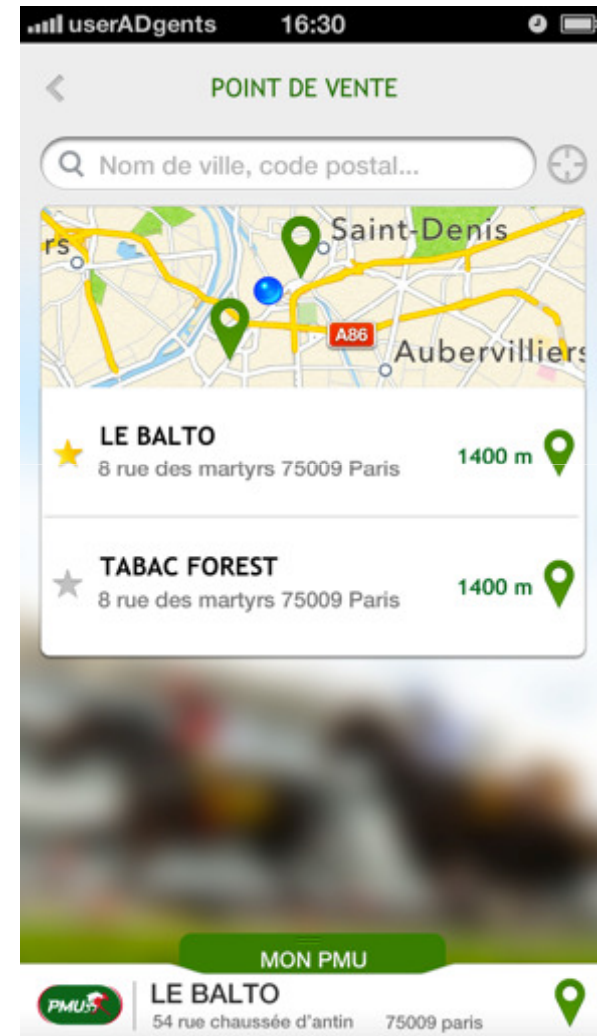 userADgents 16:30
POINT DE VENTE
Nom de ville, code postal...
rs
Saint-Denis
A86
Aubervilliers
LE BALTO
8 rue des martyrs 75009 Paris
1400 m
TABAC FOREST
8 rue des martyrs 75009 Paris
1400 m
MON PMU
PMU
LE BALTO
54 rue chaussée d'antin 75009 paris